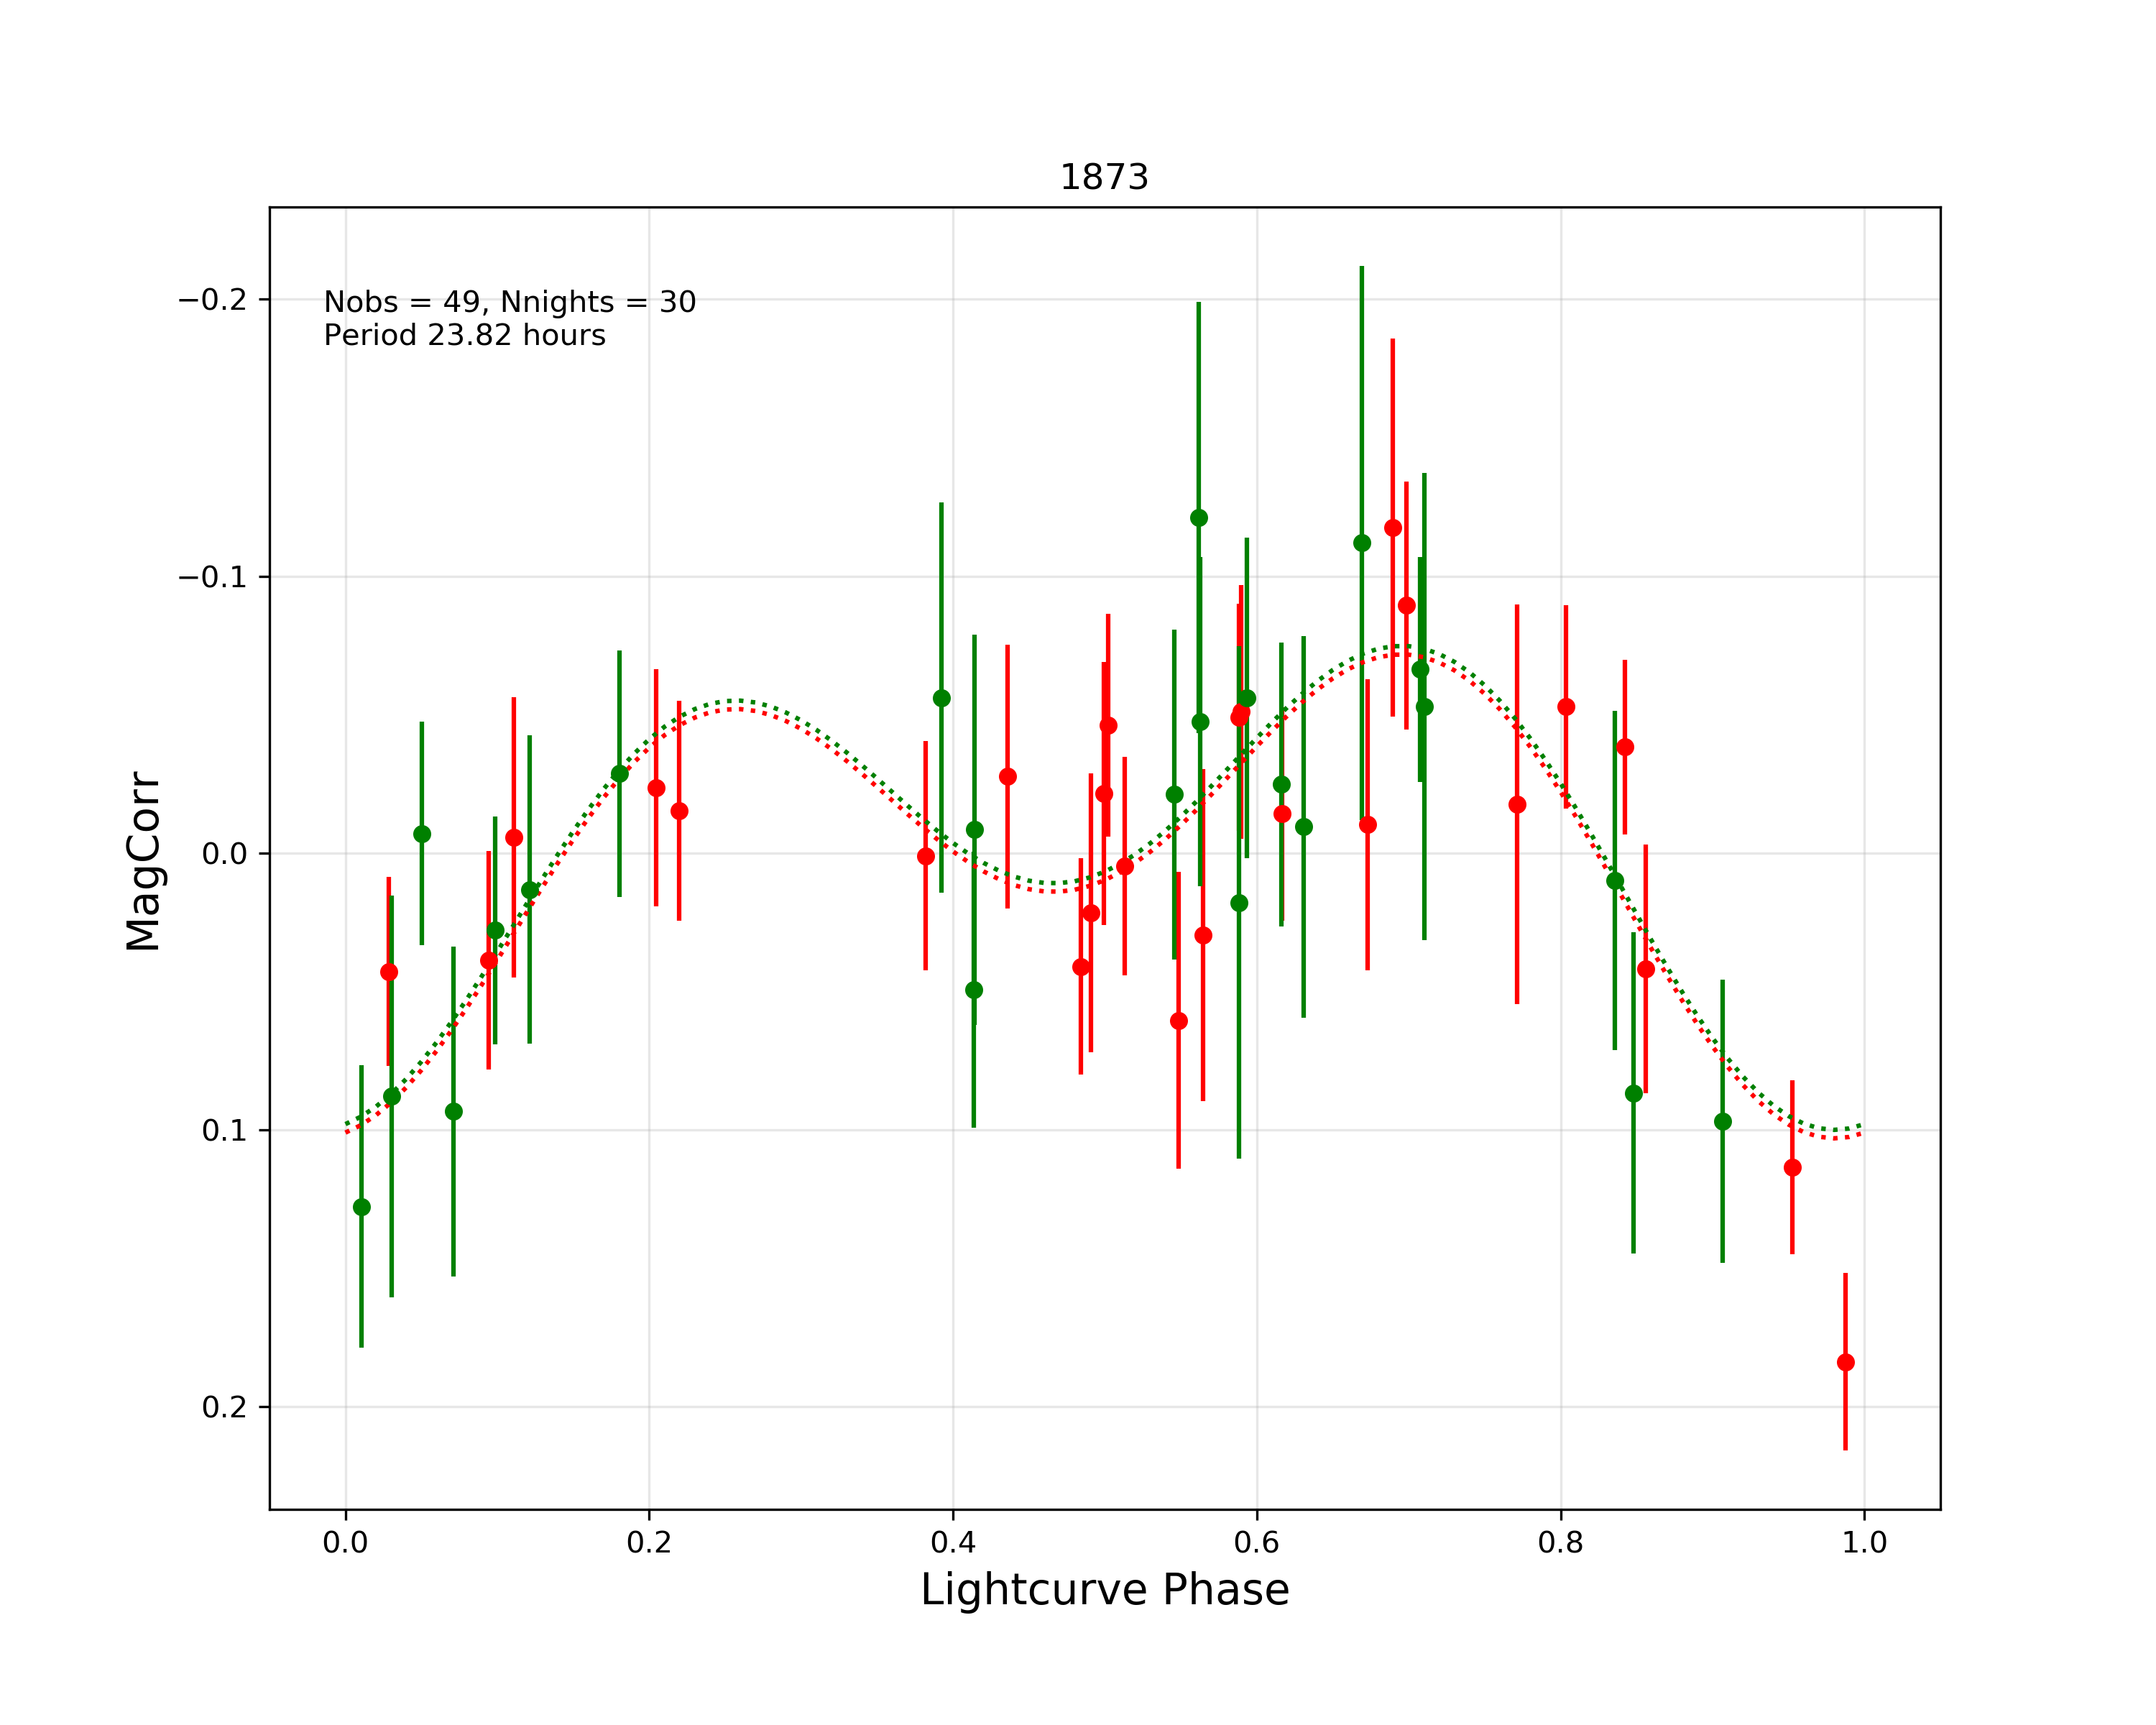 1873
Nobs = 49, Nnights = 30
Period 23.82 hours
MagCorr
−0.2
−0.1
0.0
0.1
0.2
0.0 0.2 0.4 0.6 0.8 1.0
Lightcurve Phase